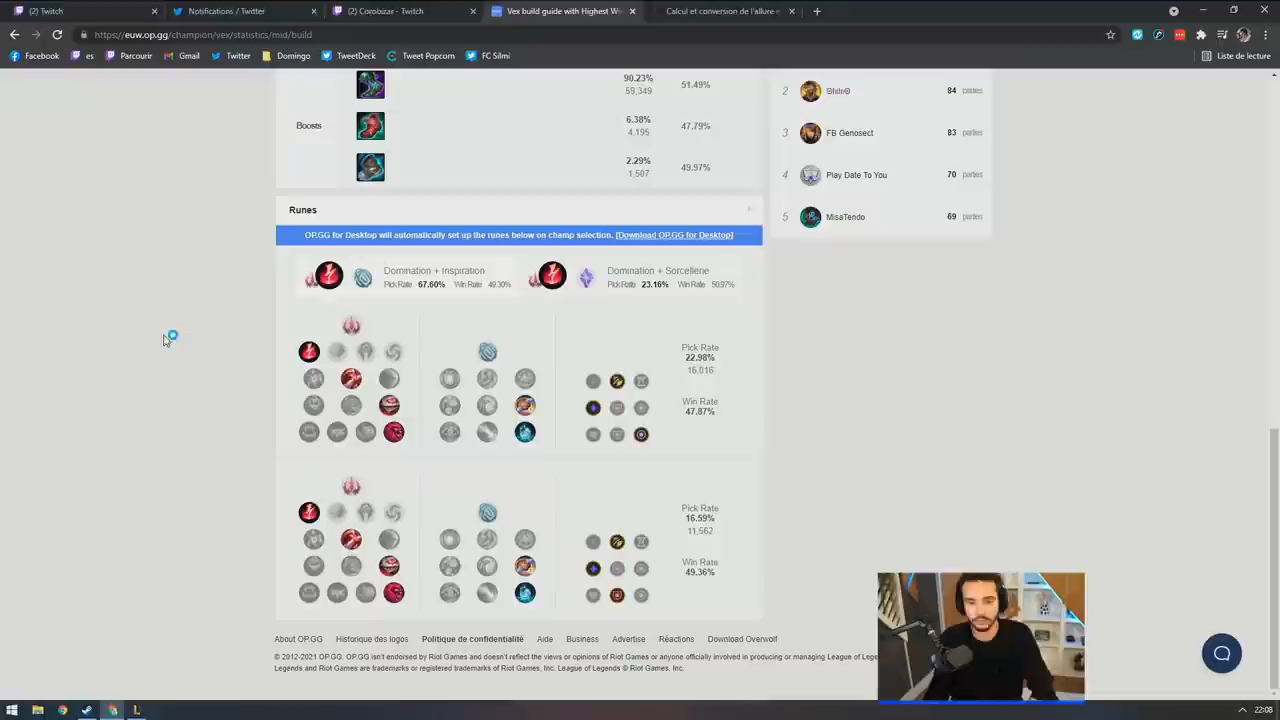 (2) Twitch
Notifications / Twitter
(2) Corobizar - Twitch
Vex build guide with Highest W
Calcul et conversion de l'allure e
https://euw.op.gg/champion/vex/statistics/mid/build
Facebook
es
Parcourir
Gmail
Twitter
Domingo
TweetDeck
Tweet Popcorn
FC Silmi
Liste de lecture
90.23%
59,349
51.49%
Boosts
6.38%
4,195
47.79%
2.29%
1,507
49.97%
2
84 parties
3 FB Genosect 83 parties
4 Play Date To You 70 parties
5 MisaTendo 69 parties
Runes
OP.GG for Desktop will automatically set up the runes below on champ selection. [Download OP.GG for Desktop]
Domination + Inspiration
Pick Rate 67.60% Win Rate 49.30%
Domination + Sorcellerie
Pick Rate 23.16% Win Rate 50.97%
Pick Rate
22.98%
16,016
Win Rate
47.87%
Pick Rate
16.59%
11,562
Win Rate
49.36%
About OP.GG
Historique des logos
Politique de confidentialité
Aide
Business
Advertise
Réactions
Download Overwolf
© 2012-2021 OP.GG. OP.GG isn't endorsed by Riot Games and doesn't reflect the views or opinions of Riot Games or anyone officially involved in producing or managing League of Lege
Legends and Riot Games are trademarks or registered trademarks of Riot Games, Inc. League of Legends © Riot Games, Inc.
22:08